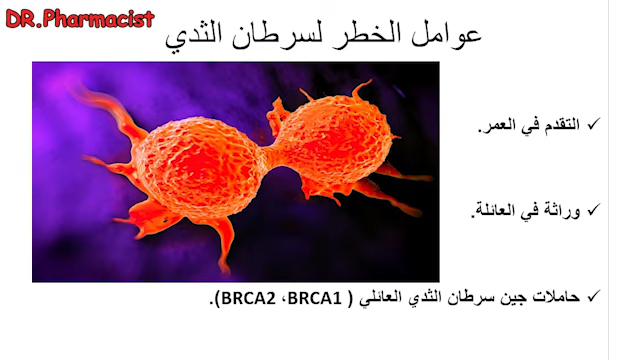 DR.Pharmacist
عوامل الخطر لسرطان الثدي
✓ التقدم في العمر.
✓ وراثة في العائلة.
✓ حاملات جين سرطان الثدي العائلي ( BRCA1، BRCA2).